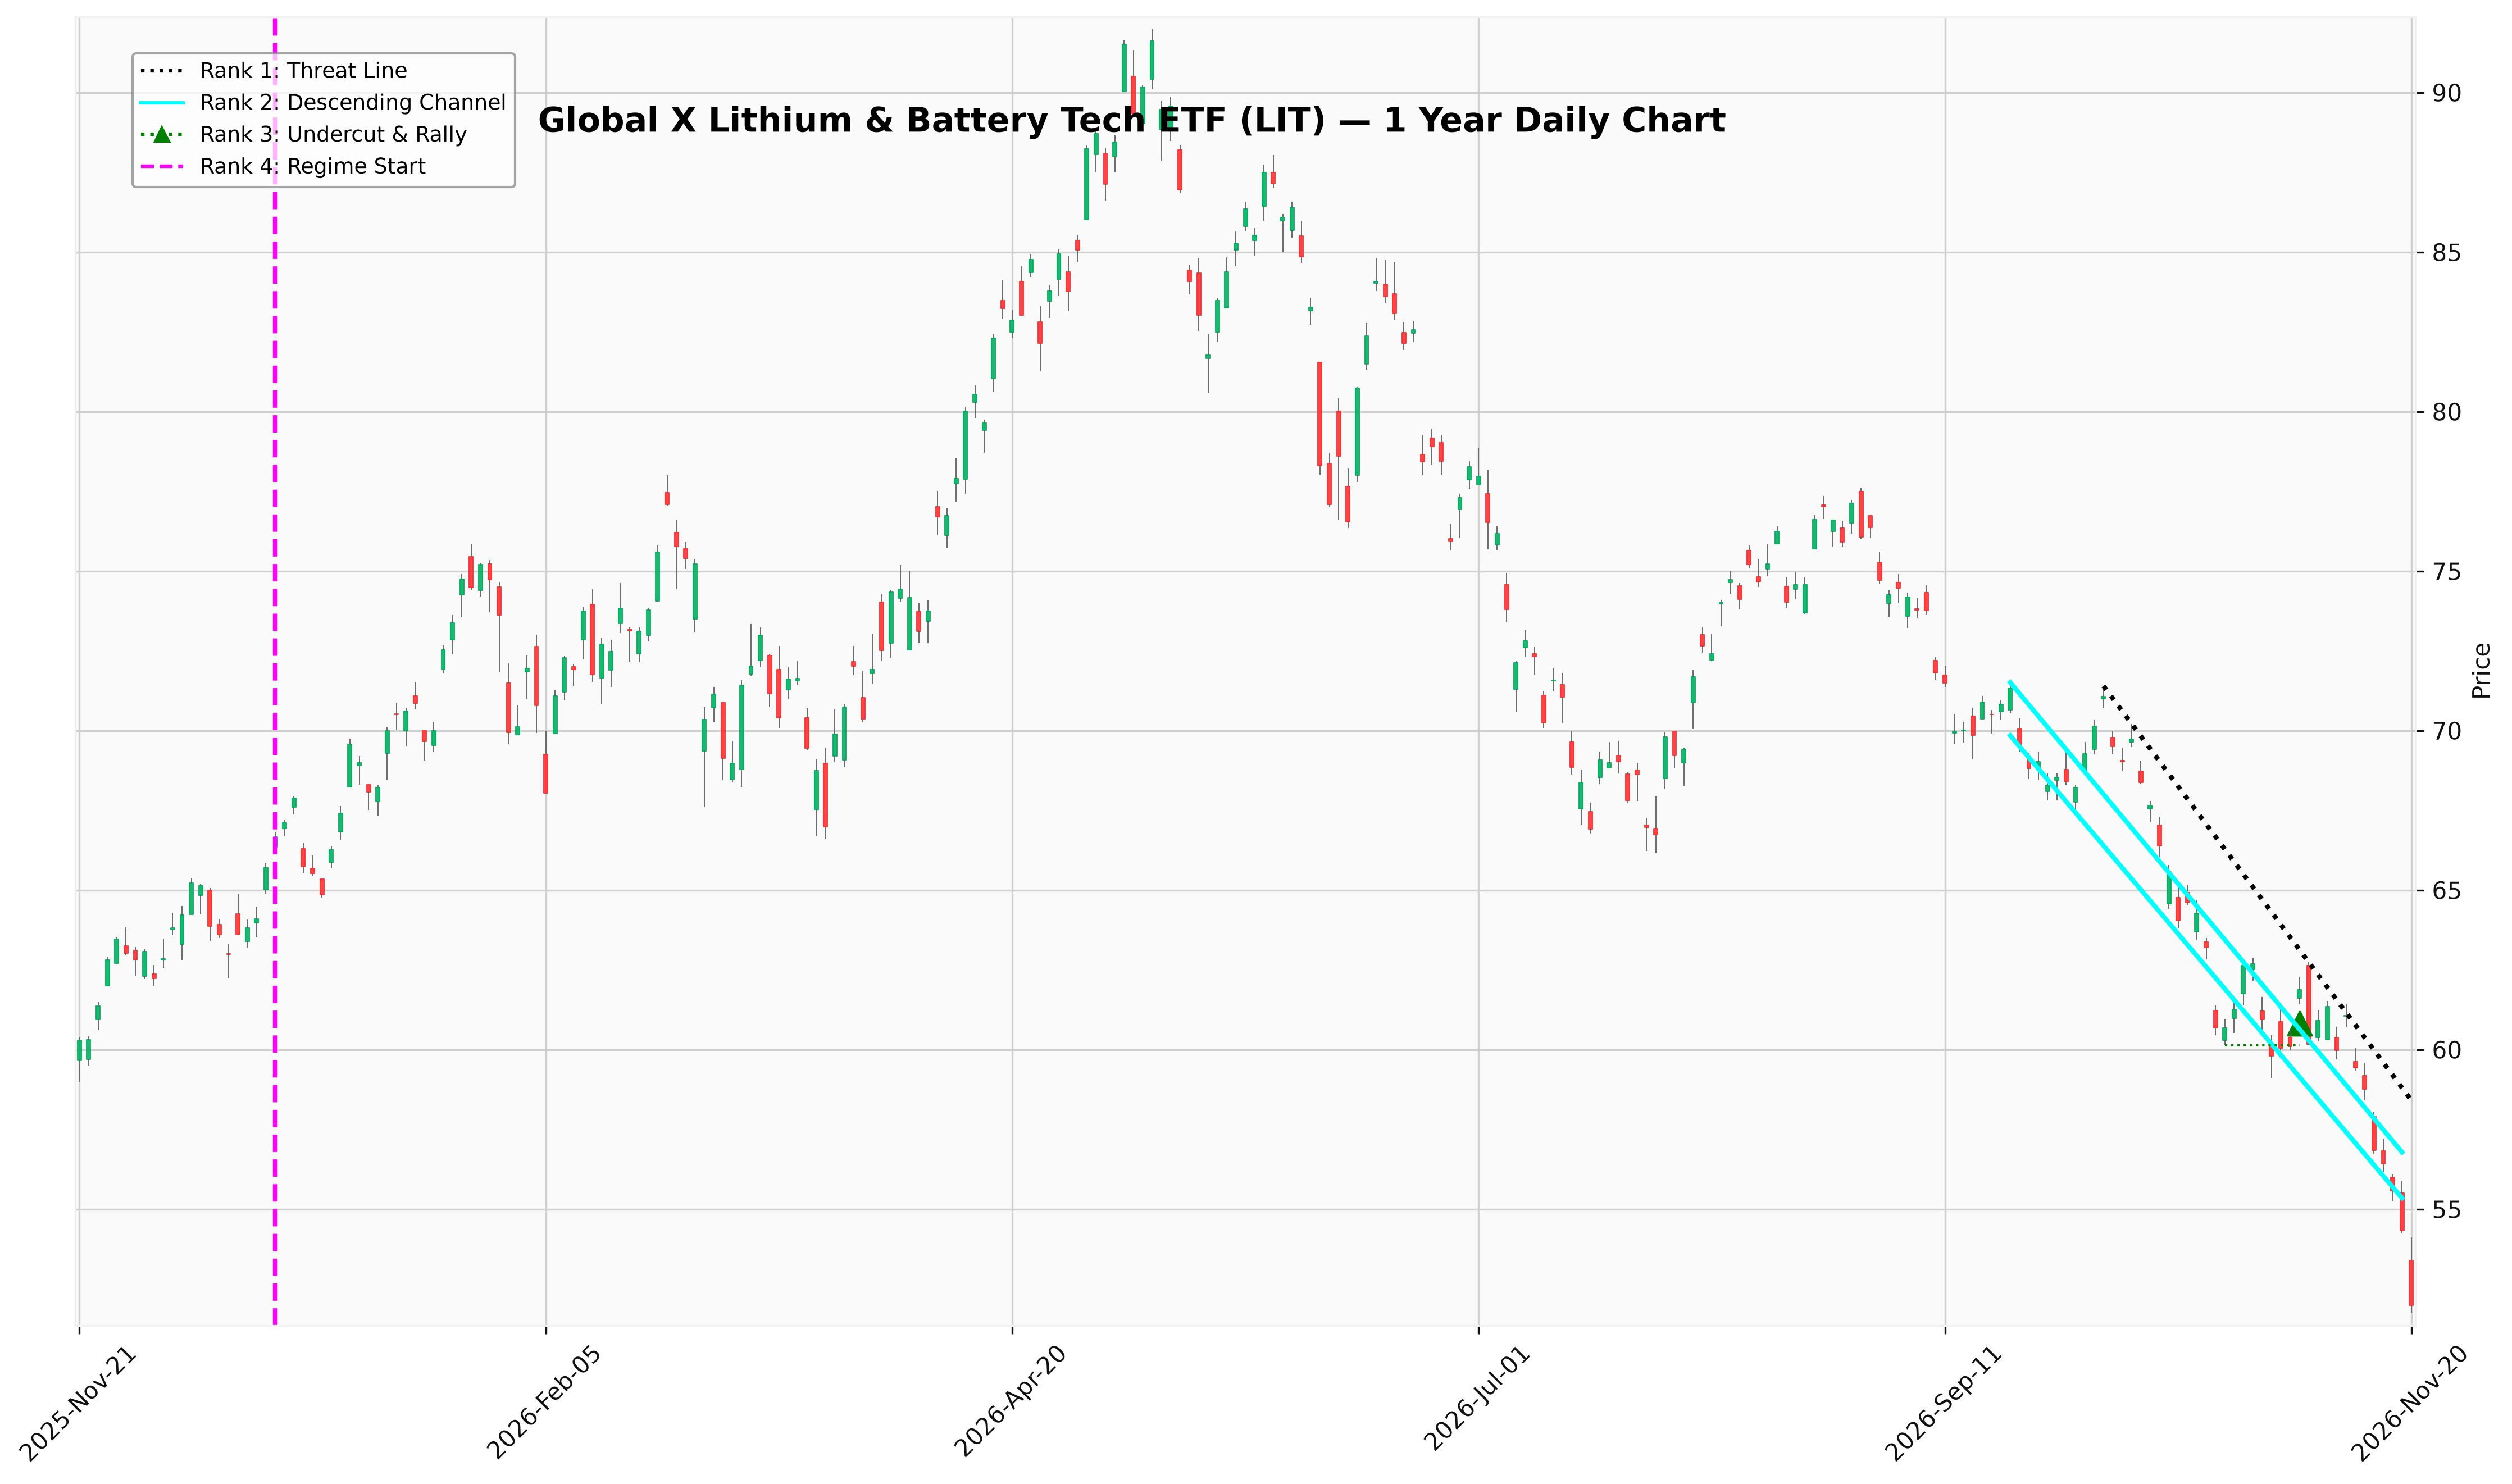 Global X Lithium & Battery Tech ETF (LIT) — 1 Year Daily Chart
Rank 1: Threat Line
Rank 2: Descending Channel
Rank 3: Undercut & Rally
Rank 4: Regime Start
90
85
80
75
70
65
60
55
Price
2025-Nov-21
2026-Feb-05
2026-Apr-20
2026-Jul-01
2026-Sep-11
2026-Nov-20